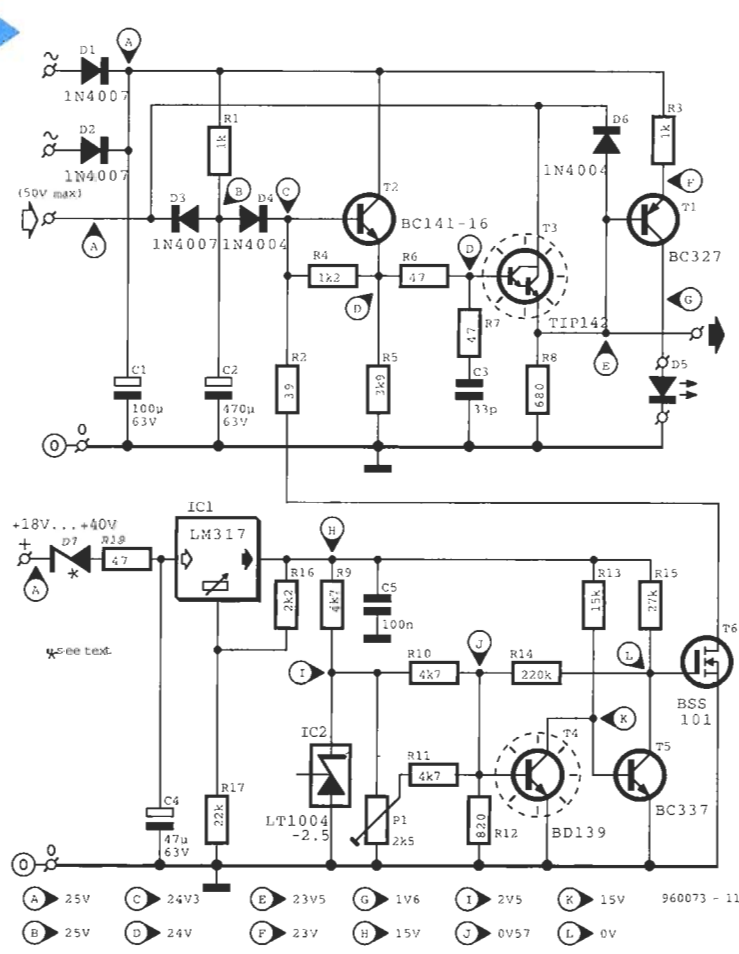 A
~ D1
1N4007
~ D2
1N4007
R1
1k
R3
1k
D6
1N4004
(50V max)
A
D3
1N4007
B
D4
1N4004
C
T2
BC141-16
F
T1
BC327
R4
1k2
R6
47
D
T3
TIP142
D
G
R7
47
E
C1
100µ
63V
C2
470µ
63V
R2
39
R5
3k9
C3
33p
R8
680
D5
0 0
IC1
LM317
+18V...+40V
+
D7
*
R19
47
A
H
R16
2k2
R9
4k7
C5
100n
R13
15k
R15
27k
T6
BSS
101
* see text
I
R10
4k7
J
R14
220k
L
K
IC2
LT1004
-2.5
R11
4k7
T4
BD139
T5
BC337
P1
2k5
R12
820
C4
47u
63V
R17
22k
0 0
A 25V C 24V3 E 23V5 G 1V6 I 2V5 K 15V 960073 - 11
B 25V D 24V F 23V H 15V J 0V57 L 0V